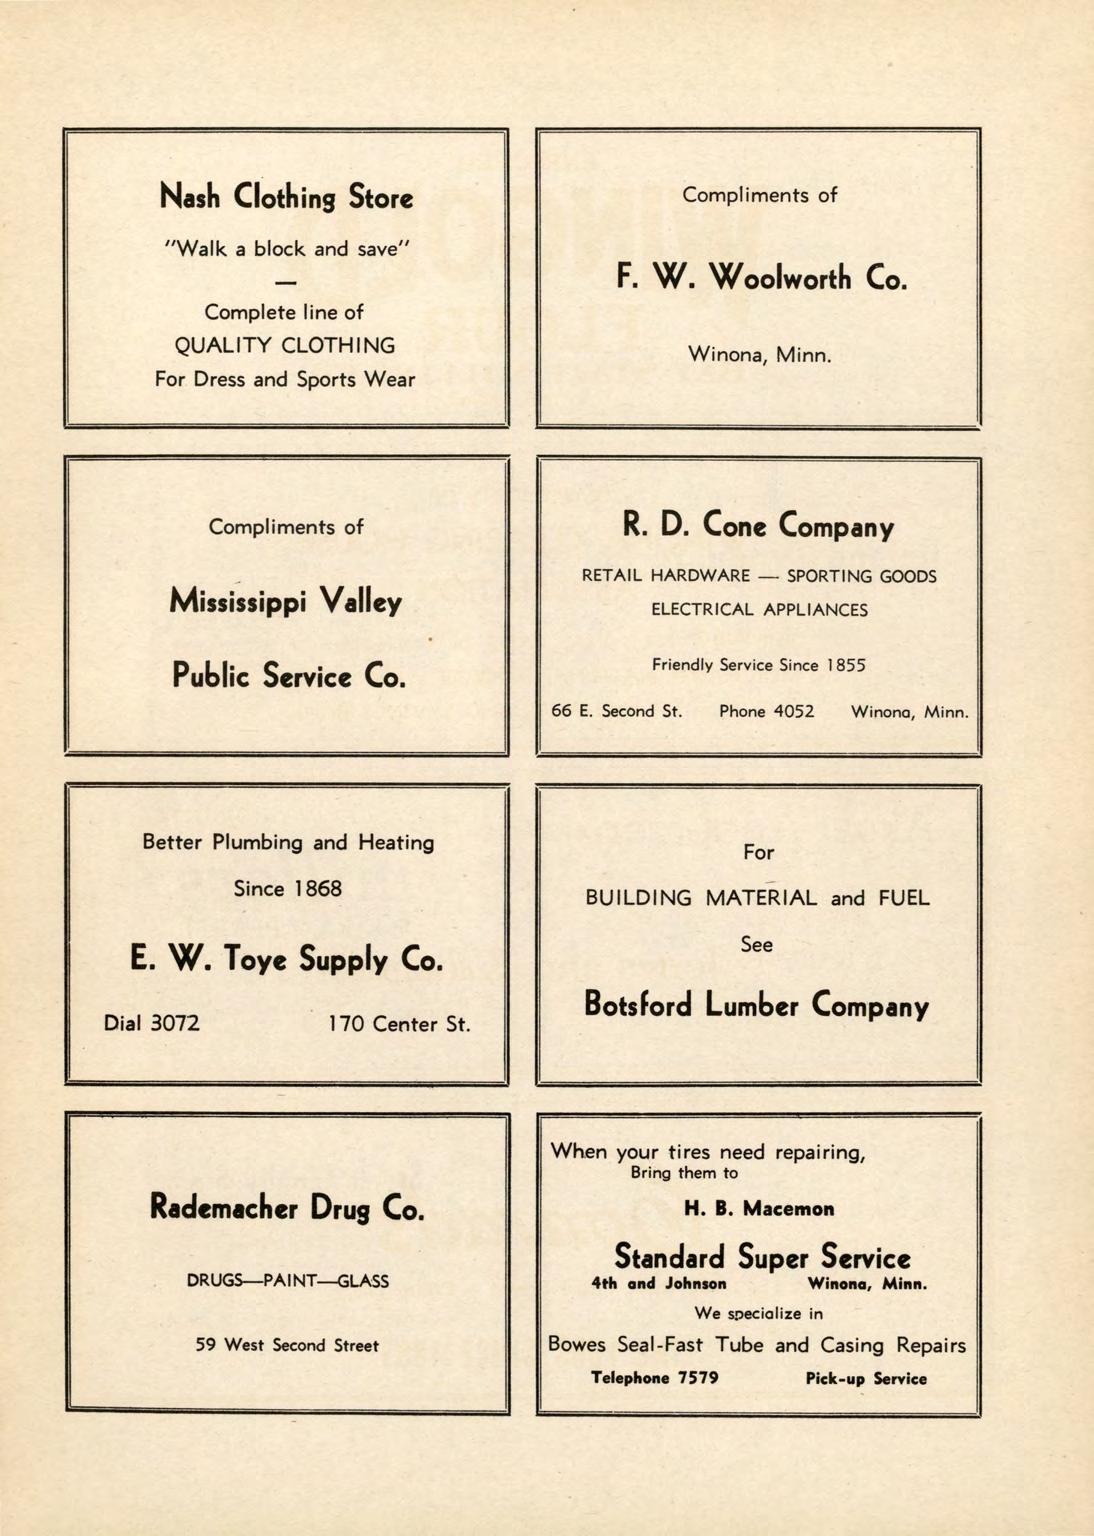 Nash Clothing Store
"Walk a block and save"
—
Complete line of
QUALITY CLOTHING
For Dress and Sports Wear
Compliments of
F. W. Woolworth Co.
Winona, Minn.
Compliments of
Mississippi Valley
Public Service Co.
R. D. Cone Company
RETAIL HARDWARE — SPORTING GOODS
ELECTRICAL APPLIANCES
Friendly Service Since 1855
66 E. Second St. Phone 4052 Winona, Minn.
Better Plumbing and Heating
Since 1868
E. W. Toye Supply Co.
Dial 3072 170 Center St.
For
BUILDING MATERIAL and FUEL
See
Botsford Lumber Company
Rademacher Drug Co.
DRUGS—PAINT—GLASS
59 West Second Street
When your tires need repairing,
Bring them to
H. B. Macemon
Standard Super Service
4th and Johnson Winona, Minn.
We specialize in
Bowes Seal-Fast Tube and Casing Repairs
Telephone 7579 Pick-up Service